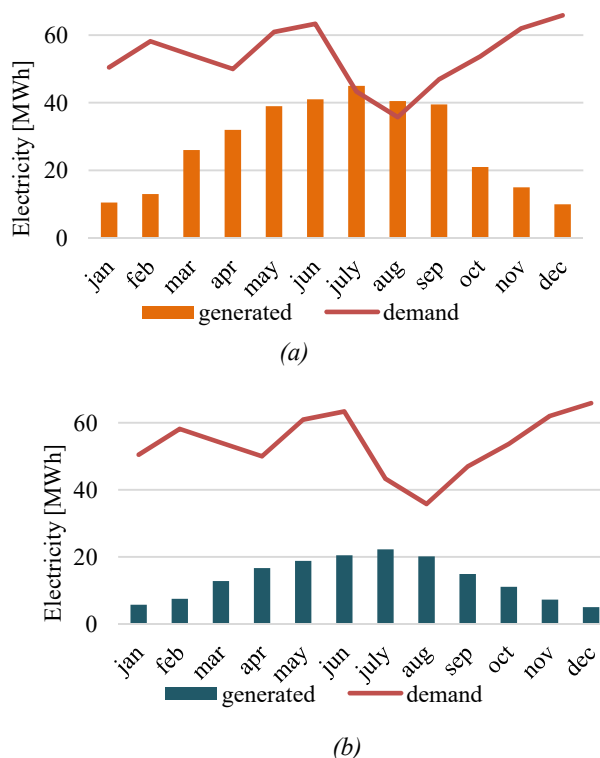 Electricity [MWh]
60
40
20
0
jan feb mar apr may jun july aug sep oct nov dec
generated demand
(a)
Electricity [MWh]
60
40
20
0
jan feb mar apr may jun july aug sep oct nov dec
generated demand
(b)